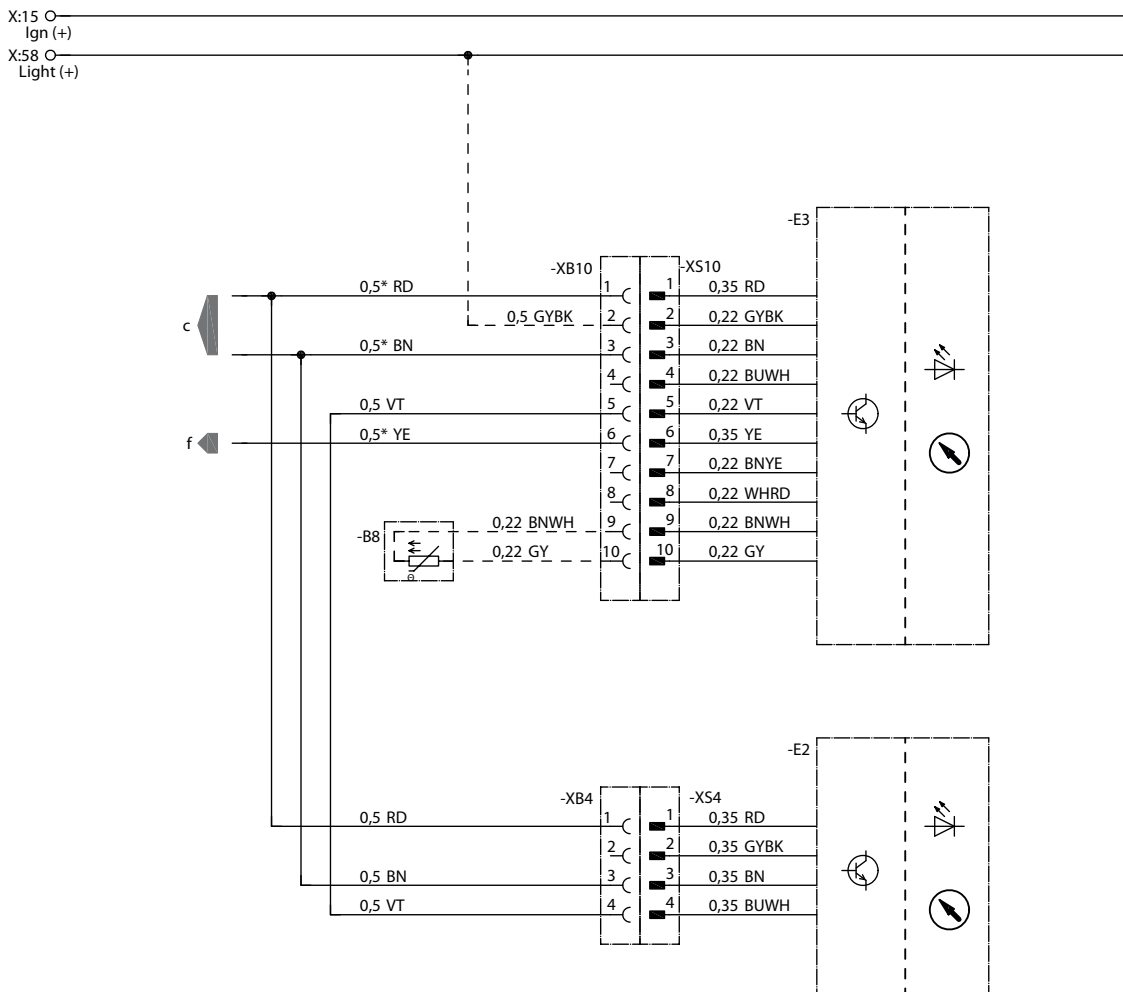 X:15
Ign (+)
X:58
Light (+)
-E3
-XB10
-XS10
0,5* RD
1
1
0,35 RD
0,5 GYBK
2
2
0,22 GYBK
c
0,5* BN
3
3
0,22 BN
4
4
0,22 BUWH
0,5 VT
5
5
0,22 VT
f
0,5* YE
6
6
0,35 YE
7
7
0,22 BNYE
8
8
0,22 WHRD
-B8
0,22 BNWH
9
9
0,22 BNWH
0,22 GY
10
10
0,22 GY
Θ
-E2
-XB4
-XS4
0,5 RD
1
1
0,35 RD
2
2
0,35 GYBK
0,5 BN
3
3
0,35 BN
0,5 VT
4
4
0,35 BUWH